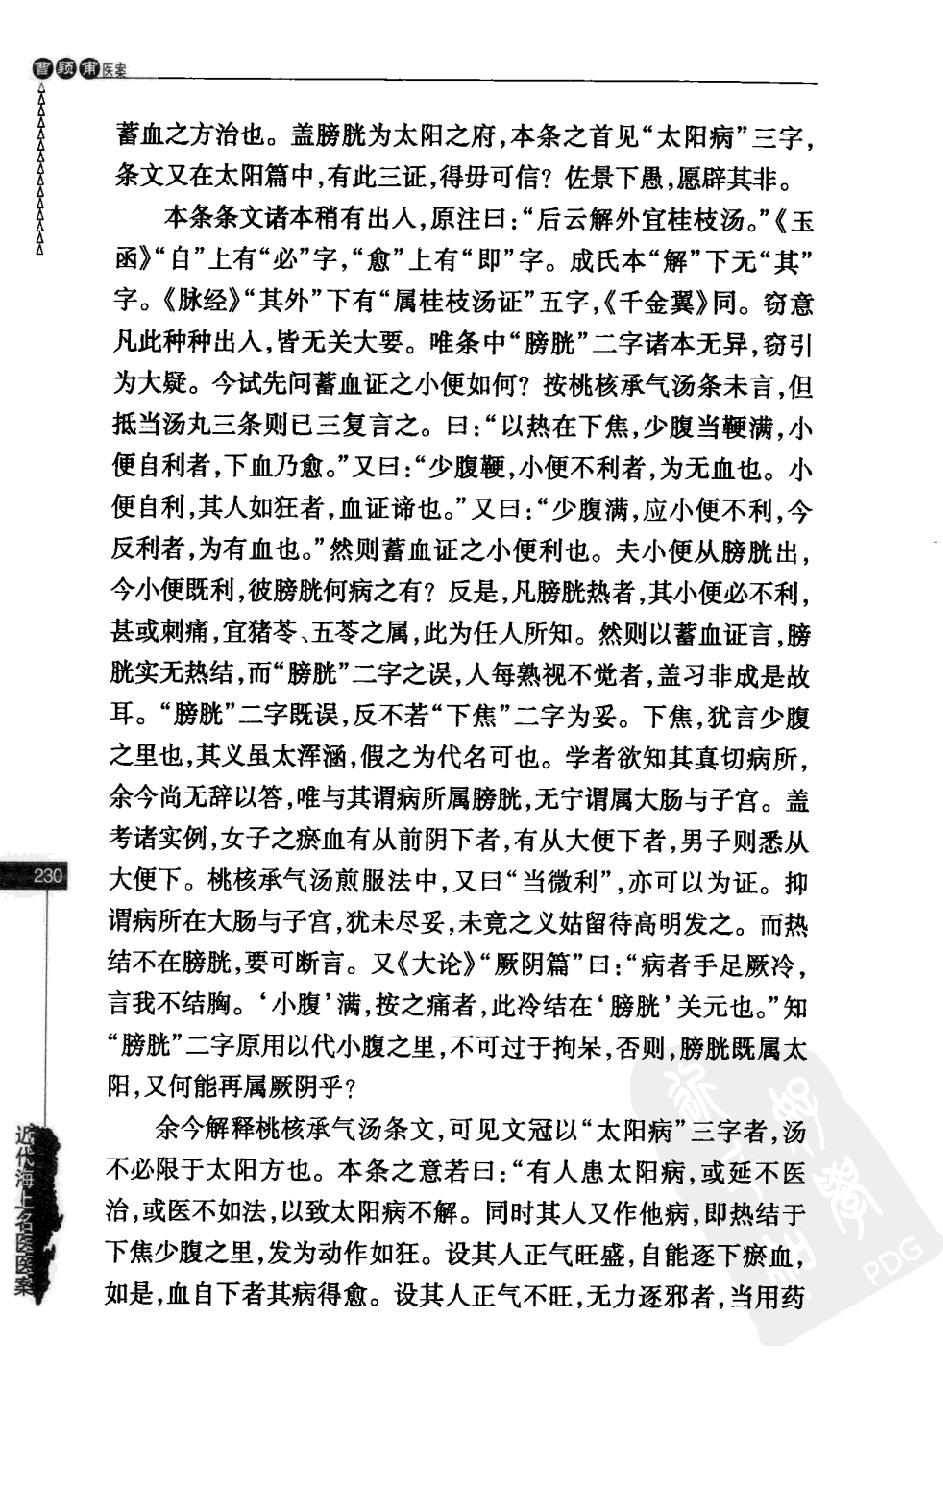 曹颖甫医案
蓄血之方治也。盖膀胱为太阳之府,本条之首见“太阳病”三字,
条文又在太阳篇中,有此三证,得毋可信？佐景下愚,愿辟其非。
本条条文诸本稍有出入,原注曰:“后云解外宜桂枝汤。”《玉
函》“自”上有“必”字,“愈”上有“即”字。成氏本“解”下无“其”
字。《脉经》“其外”下有“属桂枝汤证”五字,《千金翼》同。窃意
凡此种种出入,皆无关大要。唯条中“膀胱”二字诸本无异,窃引
为大疑。今试先问蓄血证之小便如何？按桃核承气汤条未言,但
抵当汤丸三条则已三复言之。曰:“以热在下焦,少腹当鞕满,小
便自利者,下血乃愈。”又曰:“少腹鞕,小便不利者,为无血也。小
便自利,其人如狂者,血证谛也。”又曰:“少腹满,应小便不利,今
反利者,为有血也。”然则蓄血证之小便利也。夫小便从膀胱出,
今小便既利,彼膀胱何病之有？反是,凡膀胱热者,其小便必不利,
甚或刺痛,宜猪苓、五苓之属,此为任人所知。然则以蓄血证言,膀
胱实无热结,而“膀胱”二字之误,人每熟视不觉者,盖习非成是故
耳。“膀胱”二字既误,反不若“下焦”二字为妥。下焦,犹言少腹
之里也,其义虽太浑涵,假之为代名可也。学者欲知其真切病所,
余今尚无辞以答,唯与其谓病所属膀胱,无宁谓属大肠与子宫。盖
考诸实例,女子之瘀血有从前阴下者,有从大便下者,男子则悉从
大便下。桃核承气汤煎服法中,又曰“当微利”,亦可以为证。抑
谓病所在大肠与子宫,犹未尽妥,未竟之义姑留待高明发之。而热
结不在膀胱,要可断言。又《大论》“厥阴篇”曰:“病者手足厥冷,
言我不结胸。‘小腹’满,按之痛者,此冷结在‘膀胱’关元也。”知
“膀胱”二字原用以代小腹之里,不可过于拘呆,否则,膀胱既属太
阳,又何能再属厥阴乎？
余今解释桃核承气汤条文,可见文冠以“太阳病”三字者,汤
不必限于太阳方也。本条之意若曰:“有人患太阳病,或延不医
治,或医不如法,以致太阳病不解。同时其人又作他病,即热结于
下焦少腹之里,发为动作如狂。设其人正气旺盛,自能逐下瘀血,
如是,血自下者其病得愈。设其人正气不旺,无力逐邪者,当用药
230
近代海上名医医案
PDG